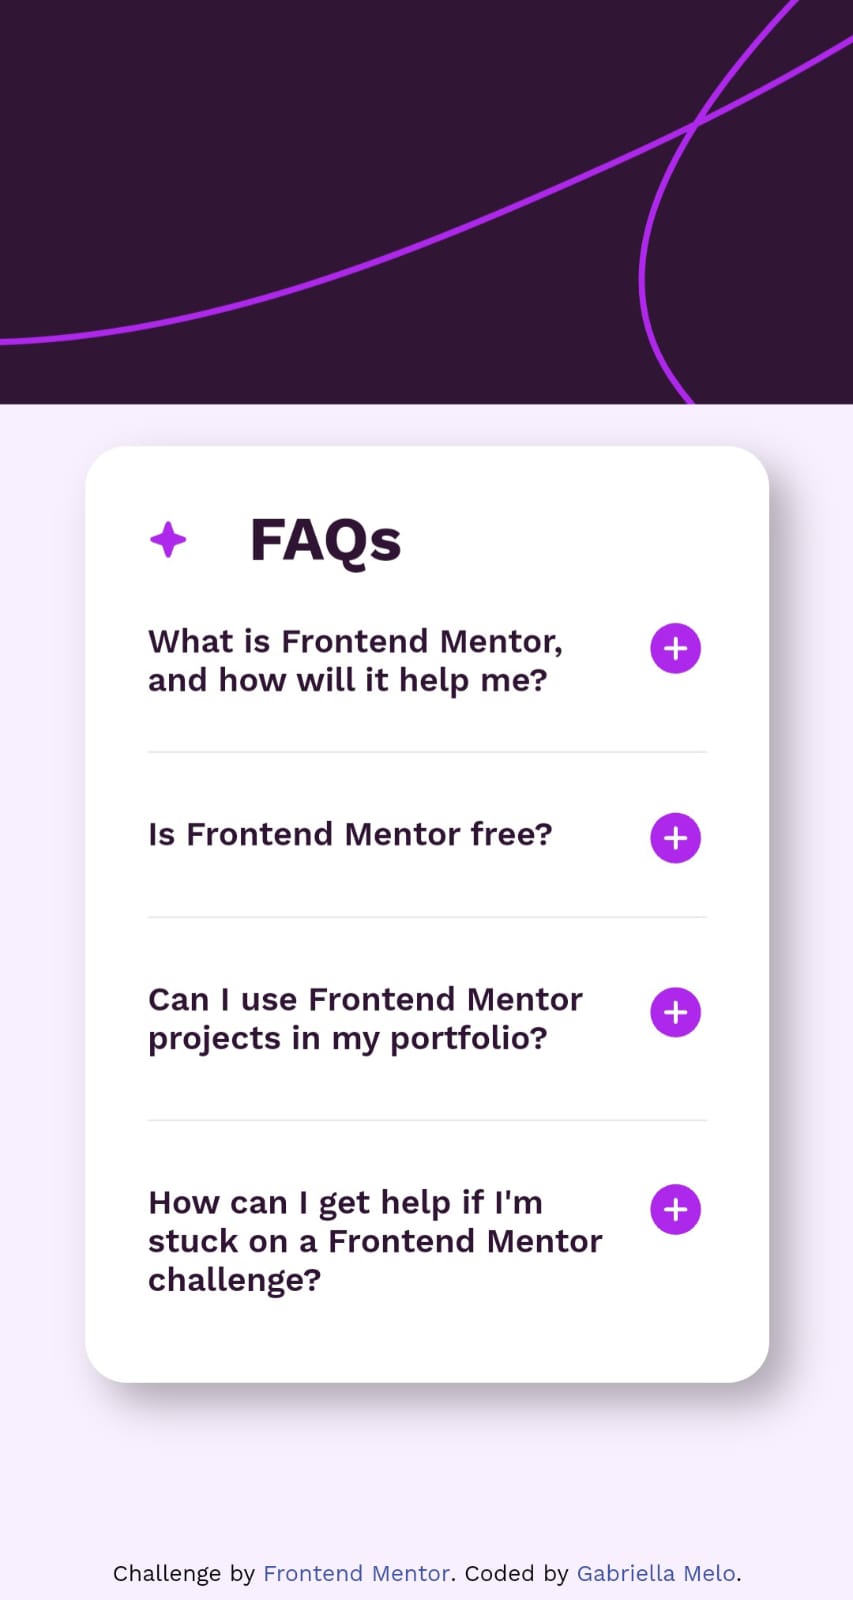 FAQs
What is Frontend Mentor,
and how will it help me?
Is Frontend Mentor free?
Can I use Frontend Mentor
projects in my portfolio?
How can I get help if I'm
stuck on a Frontend Mentor
challenge?
Challenge by Frontend Mentor. Coded by Gabriella Melo.